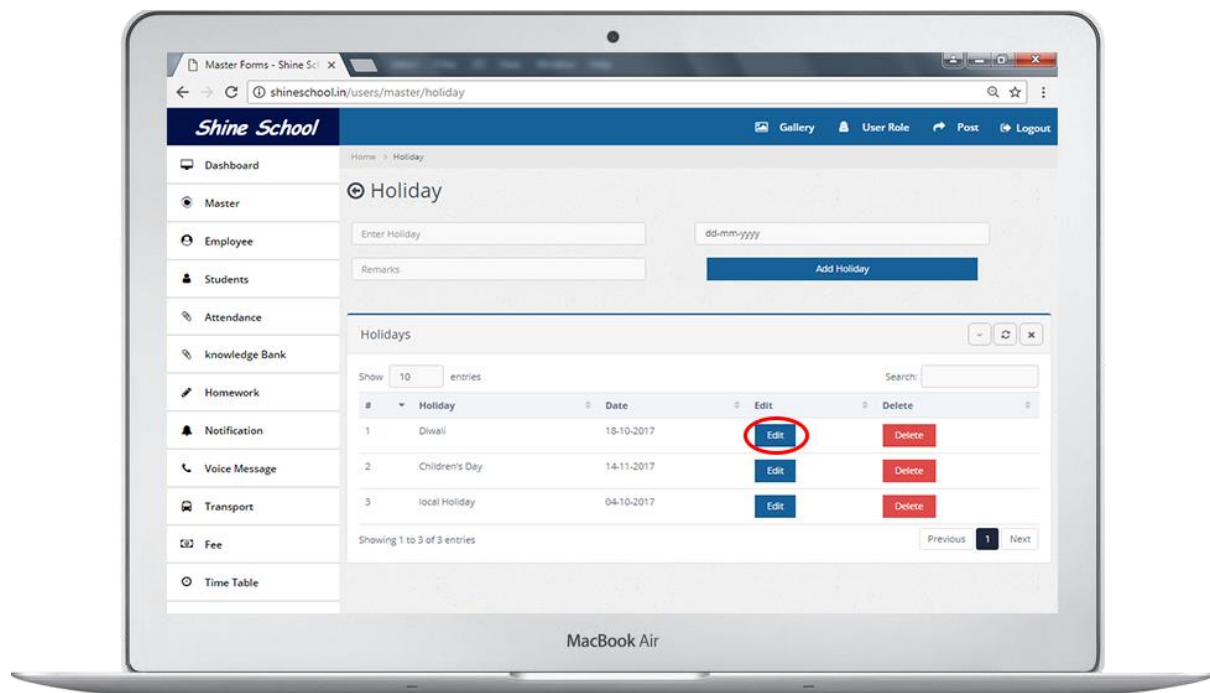 Master Forms - Shine Sc
shineschool.in/users/master/holiday
Shine School
Gallery User Role Post Logout
Dashboard
Master
Employee
Students
Attendance
knowledge Bank
Homework
Notification
Voice Message
Transport
Fee
Time Table
Home > Holiday
Holiday
Enter Holiday dd-mm-yyyy
Remarks Add Holiday
Holidays
Show 10 entries Search:
# Holiday Date Edit Delete
1 Diwali 18-10-2017 Edit Delete
2 Children's Day 14-11-2017 Edit Delete
3 local Holiday 04-10-2017 Edit Delete
Showing 1 to 3 of 3 entries Previous 1 Next
MacBook Air